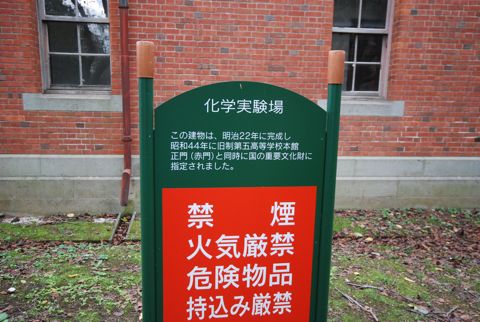 化学実験場
この建物は、明治22年に完成し
昭和44年に旧制第五高等学校本館
正門（赤門）と同時に国の重要文化財に
指定されました。
禁　煙
火気厳禁
危険物品
持込み厳禁